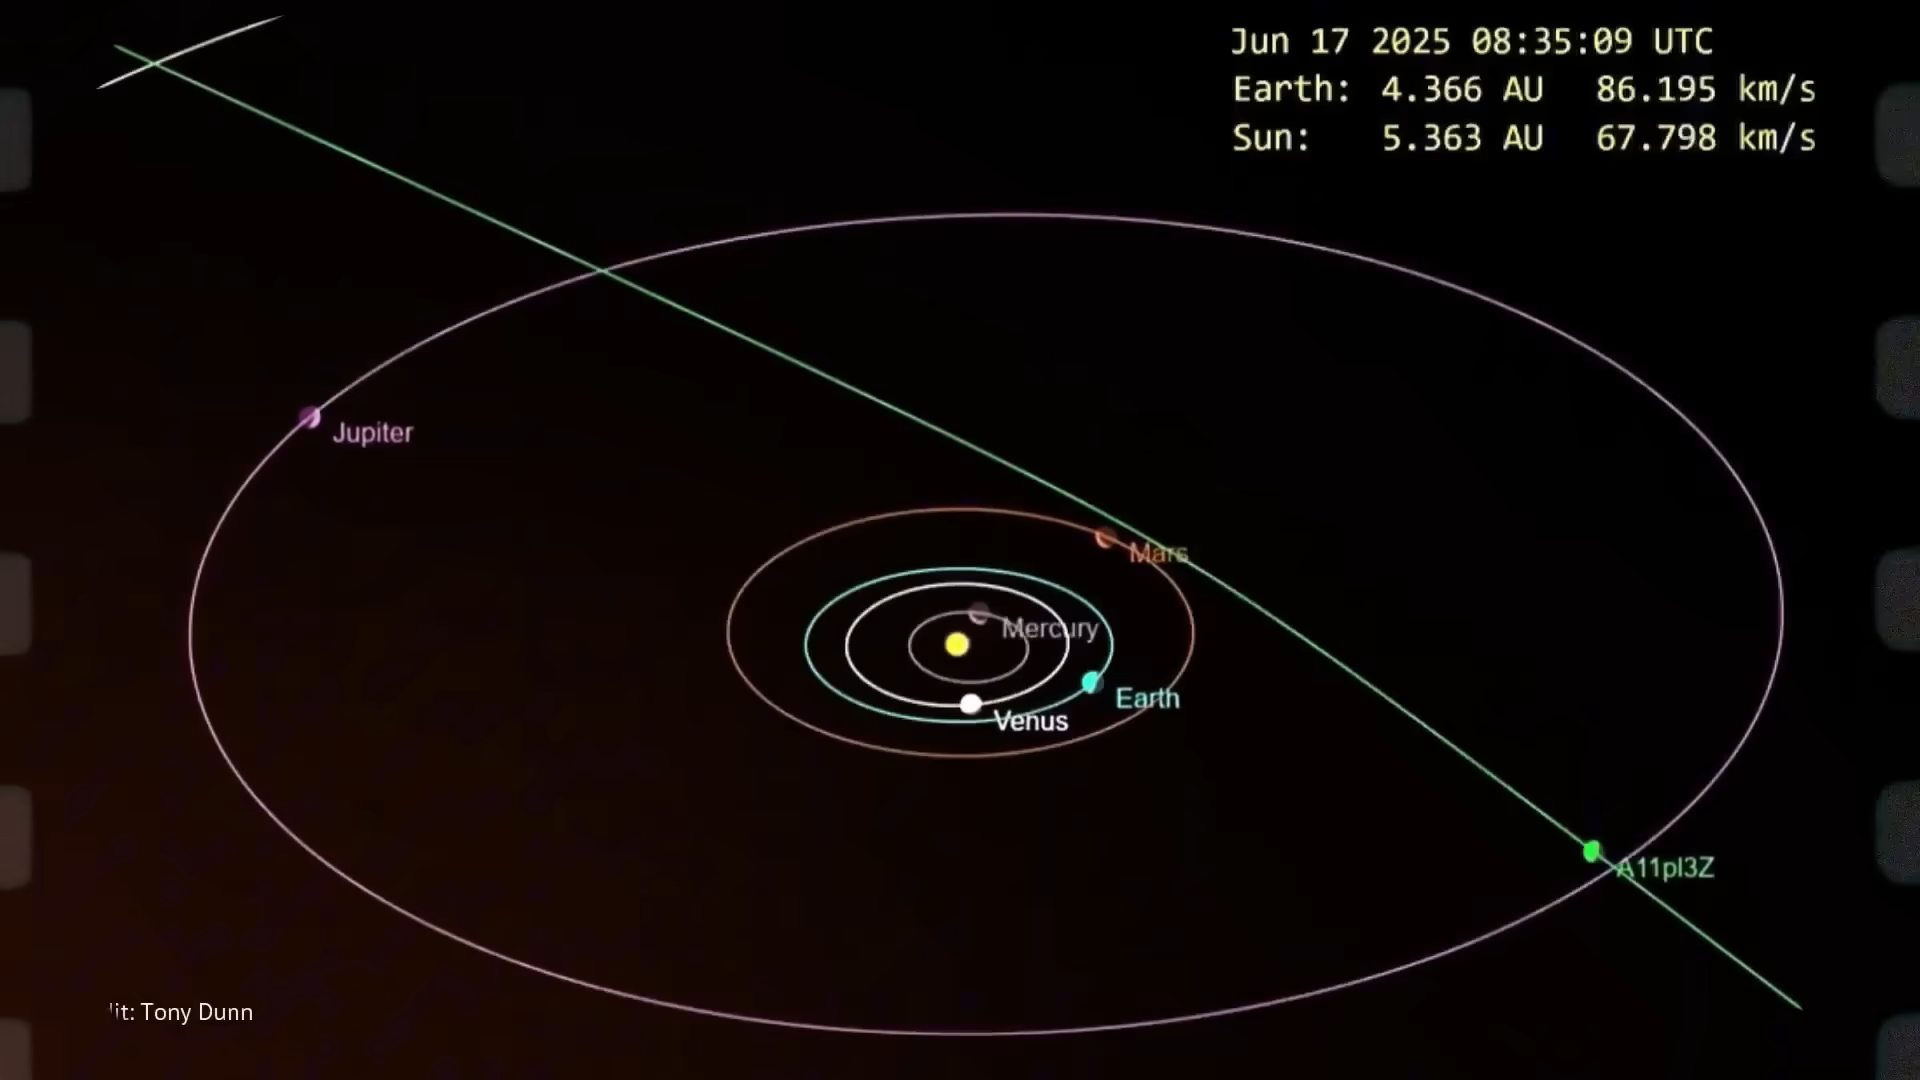 Jun 17 2025 08:35:09 UTC
Earth: 4.366 AU 86.195 km/s
Sun: 5.363 AU 67.798 km/s
Jupiter
Mars
Mercury
Earth
Venus
A11pl3Z
it: Tony Dunn